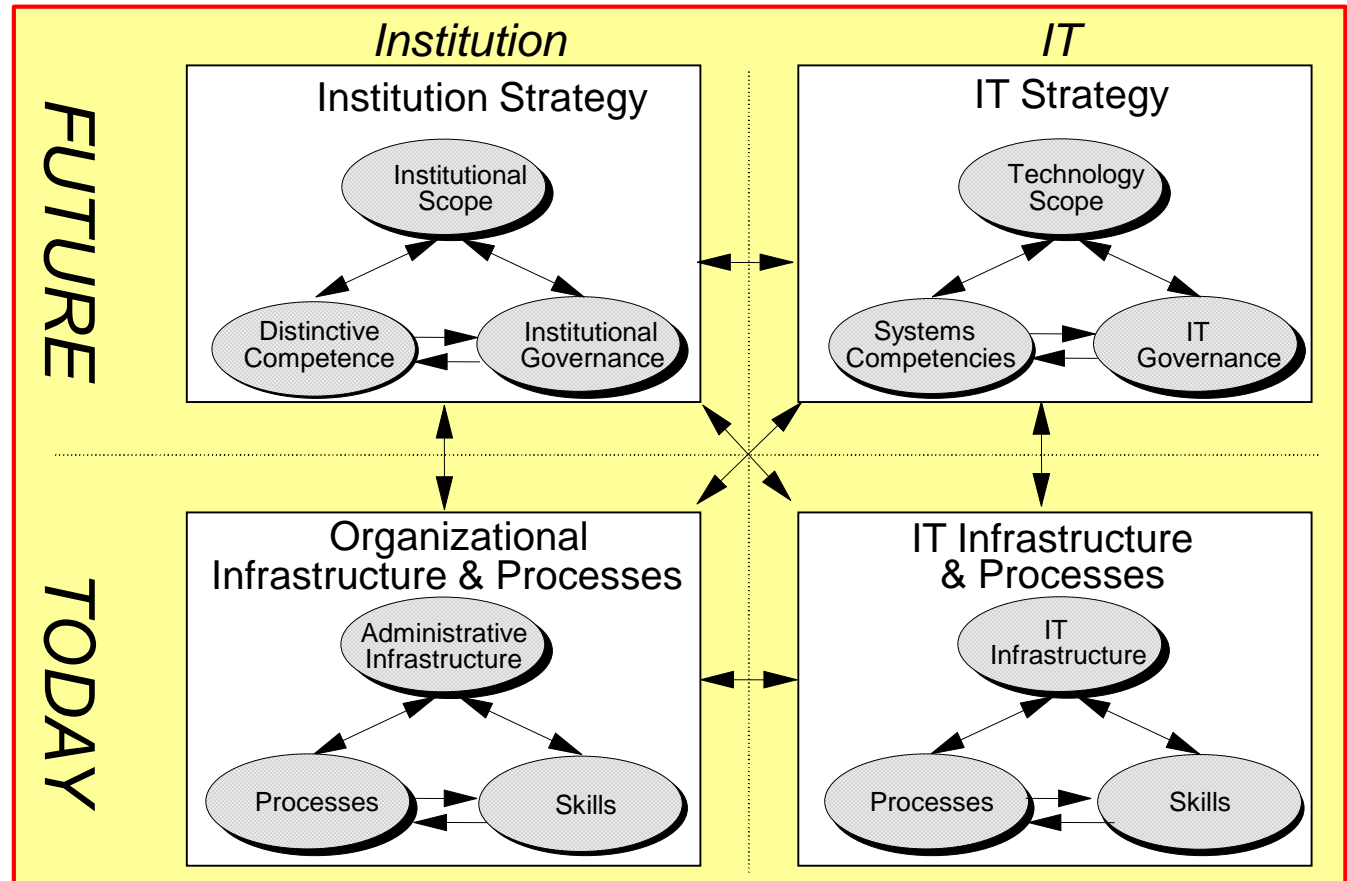 Institution
IT
FUTURE
Institution Strategy
Institutional
Scope
Distinctive
Competence
Institutional
Governance
IT Strategy
Technology
Scope
Systems
Competencies
IT
Governance
TODAY
Organizational
Infrastructure & Processes
Administrative
Infrastructure
Processes
Skills
IT Infrastructure
& Processes
IT
Infrastructure
Processes
Skills